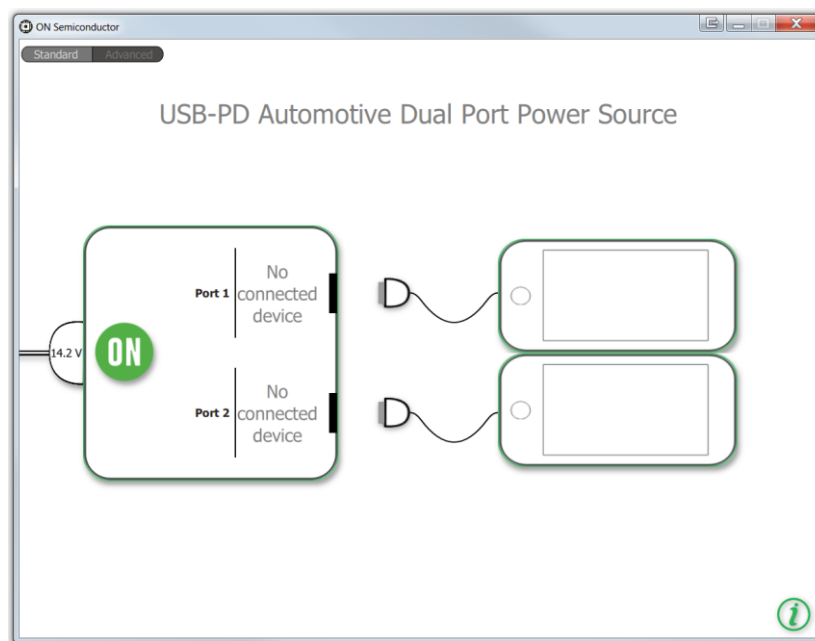 ON Semiconductor
Standard
Advanced
USB-PD Automotive Dual Port Power Source
No
Port 1 connected
device
14.2 V
ON
No
Port 2 connected
device
i